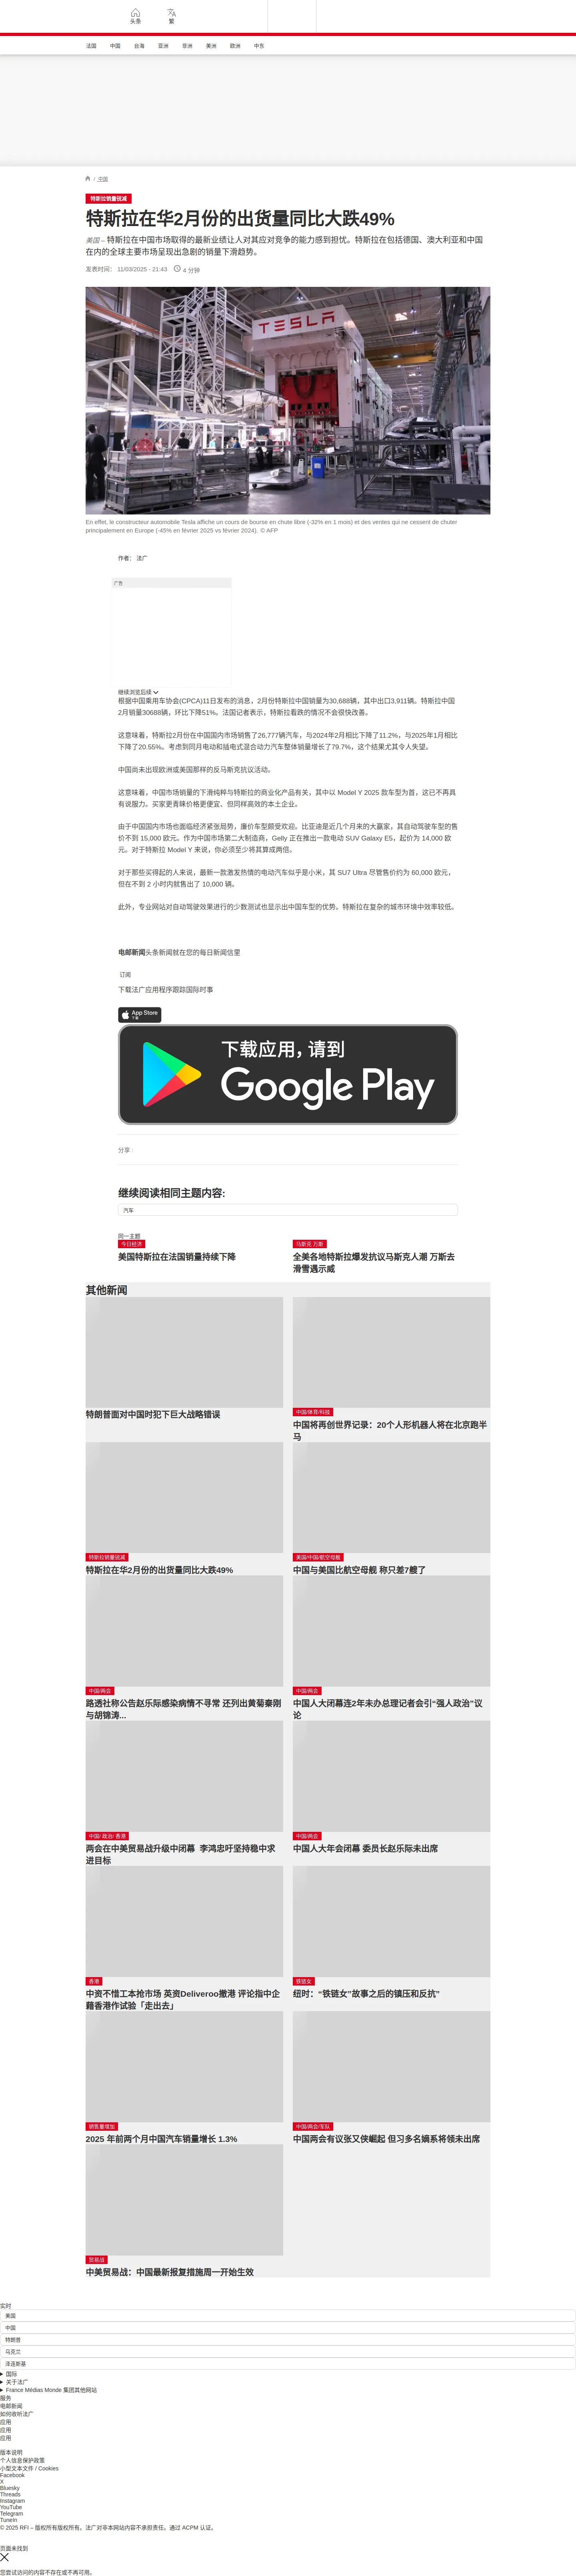 头条
繁
法国
中国
台海
亚洲
非洲
美洲
欧洲
中东
/ 中国
特斯拉销量锐减
特斯拉在华2月份的出货量同比大跌49%
美国 – 特斯拉在中国市场取得的最新业绩让人对其应对竞争的能力感到担忧。特斯拉在包括德国、澳大利亚和中国
在内的全球主要市场呈现出急剧的销量下滑趋势。
发表时间： 11/03/2025 - 21:43
4 分钟
TESLA
En effet, le constructeur automobile Tesla affiche un cours de bourse en chute libre (-32% en 1 mois) et des ventes qui ne cessent de chuter
principalement en Europe (-45% en février 2025 vs février 2024). © AFP
作者： 法广
广告
继续浏览后续
根据中国乘用车协会(CPCA)11日发布的消息，2月份特斯拉中国销量为30,688辆，其中出口3,911辆。特斯拉中国
2月销量30688辆，环比下降51%。法国记者表示，特斯拉看跌的情况不会很快改善。
这意味着，特斯拉2月份在中国国内市场销售了26,777辆汽车，与2024年2月相比下降了11.2%，与2025年1月相比
下降了20.55%。考虑到同月电动和插电式混合动力汽车整体销量增长了79.7%，这个结果尤其令人失望。
中国尚未出现欧洲或美国那样的反马斯克抗议活动。
这意味着，中国市场销量的下滑纯粹与特斯拉的商业化产品有关，其中以 Model Y 2025 款车型为首，这已不再具
有说服力。买家更青睐价格更便宜、但同样高效的本土企业。
由于中国国内市场也面临经济紧张局势，廉价车型颇受欢迎。比亚迪是近几个月来的大赢家，其自动驾驶车型的售
价不到 15,000 欧元。作为中国市场第二大制造商，Gelly 正在推出一款电动 SUV Galaxy E5，起价为 14,000 欧
元。对于特斯拉 Model Y 来说，你必须至少将其算成两倍。
对于那些买得起的人来说，最新一款激发热情的电动汽车似乎是小米，其 SU7 Ultra 尽管售价约为 60,000 欧元，
但在不到 2 小时内就售出了 10,000 辆。
此外，专业网站对自动驾驶效果进行的少数测试也显示出中国车型的优势。特斯拉在复杂的城市环境中效率较低。
电邮新闻头条新闻就在您的每日新闻信里
订阅
下载法广应用程序跟踪国际时事
App Store
下载
下载应用，请到
Google Play
分享 :
继续阅读相同主题内容:
汽车
同一主题
今日经济
美国特斯拉在法国销量持续下降
马斯克 万斯
全美各地特斯拉爆发抗议马斯克人潮 万斯去
滑雪遇示威
其他新闻
特朗普面对中国时犯下巨大战略错误
中国/体育/科技
中国将再创世界记录：20个人形机器人将在北京跑半
马
特斯拉销量锐减
特斯拉在华2月份的出货量同比大跌49%
美国/中国/航空母舰
中国与美国比航空母舰 称只差7艘了
中国/两会
路透社称公告赵乐际感染病情不寻常 还列出黄菊秦刚
与胡锦涛...
中国/两会
中国人大闭幕连2年未办总理记者会引“强人政治”议
论
中国/ 政治/ 香港
两会在中美贸易战升级中闭幕 李鸿忠吁坚持稳中求
进目标
中国/两会
中国人大年会闭幕 委员长赵乐际未出席
香港
中资不惜工本抢市场 英资Deliveroo撤港 评论指中企
藉香港作试验「走出去」
铁链女
纽时：“铁链女”故事之后的镇压和反抗”
销售量增加
2025 年前两个月中国汽车销量增长 1.3%
中国/两会/军队
中国两会有议张又侠崛起 但习多名嫡系将领未出席
贸易战
中美贸易战：中国最新报复措施周一开始生效
实时
美国
中国
特朗普
乌克兰
泽连斯基
国际
关于法广
France Médias Monde 集团其他网站
服务
电邮新闻
如何收听法广
应用
应用
应用
版本说明
个人信息保护政策
小型文本文件 / Cookies
Facebook
X
Bluesky
Threads
Instagram
YouTube
Telegram
TuneIn
© 2025 RFI – 版权所有版权所有。法广对非本网站内容不承担责任。通过 ACPM 认证。
页面未找到
您尝试访问的内容不存在或不再可用。